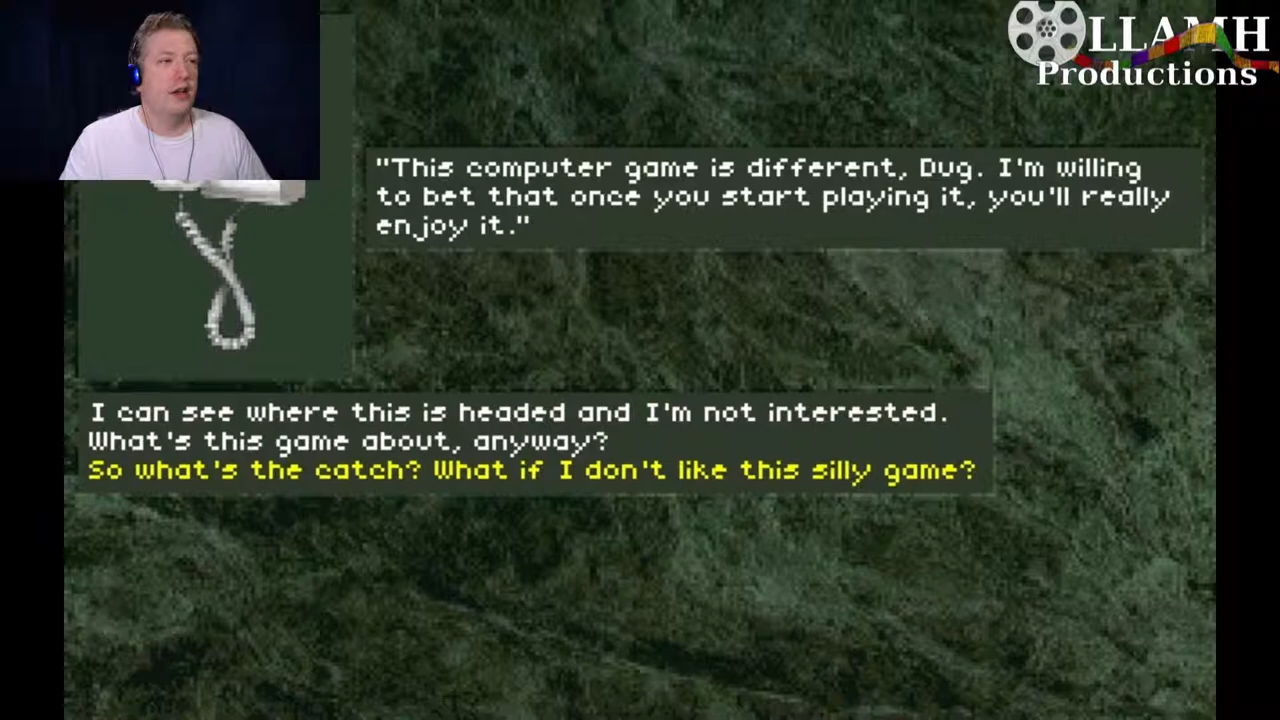 LLAMH
Productions
"This computer game is different, Dug. I'm willing
to bet that once you start playing it, you'll really
enjoy it."
I can see where this is headed and I'm not interested.
What's this game about, anyway?
So what's the catch? What if I don't like this silly game?